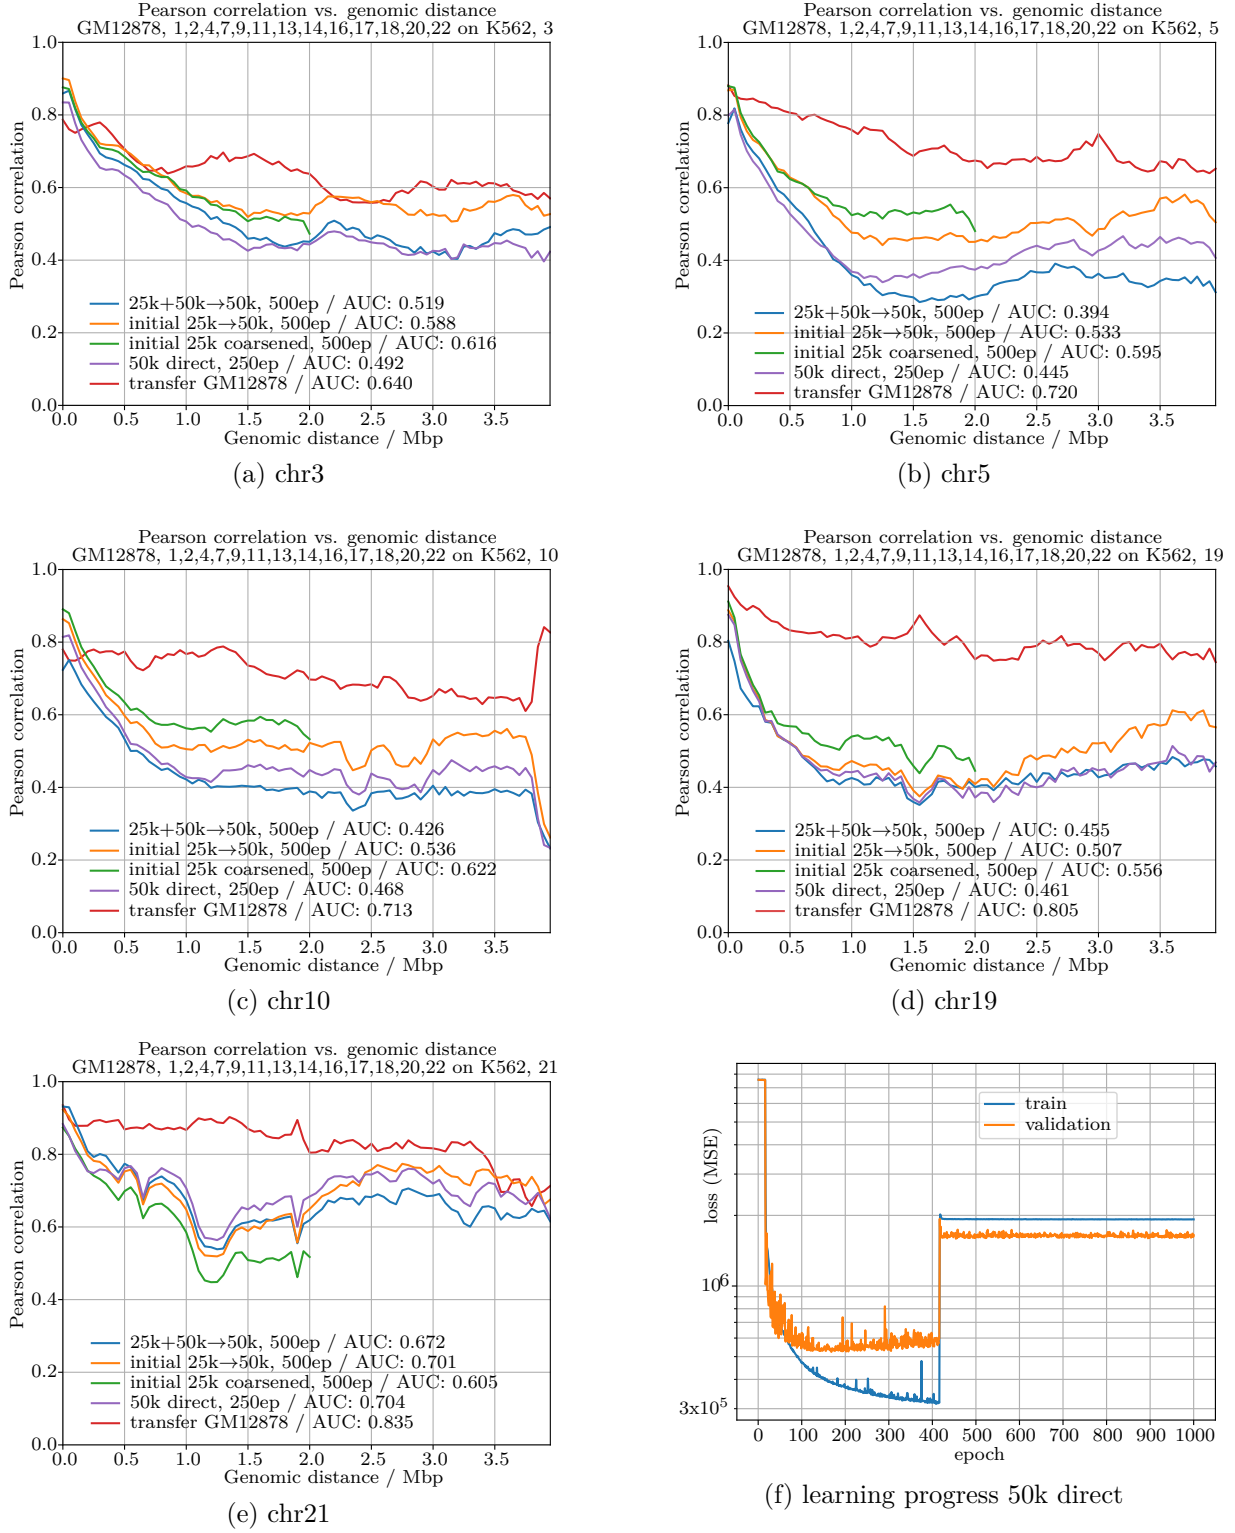 Pearson correlation vs. genomic distance
GM12878, 1,2,4,7,9,11,13,14,16,17,18,20,22 on K562, 3
1.0
0.8
0.6
0.4
0.2
0.0
Pearson correlation
25k+50k→50k, 500ep / AUC: 0.519
initial 25k→50k, 500ep / AUC: 0.588
initial 25k coarsened, 500ep / AUC: 0.616
50k direct, 250ep / AUC: 0.492
transfer GM12878 / AUC: 0.640
0.0 0.5 1.0 1.5 2.0 2.5 3.0 3.5
Genomic distance / Mbp
(a) chr3
Pearson correlation vs. genomic distance
GM12878, 1,2,4,7,9,11,13,14,16,17,18,20,22 on K562, 5
1.0
0.8
0.6
0.4
0.2
0.0
Pearson correlation
25k+50k→50k, 500ep / AUC: 0.394
initial 25k→50k, 500ep / AUC: 0.533
initial 25k coarsened, 500ep / AUC: 0.595
50k direct, 250ep / AUC: 0.445
transfer GM12878 / AUC: 0.720
0.0 0.5 1.0 1.5 2.0 2.5 3.0 3.5
Genomic distance / Mbp
(b) chr5
Pearson correlation vs. genomic distance
GM12878, 1,2,4,7,9,11,13,14,16,17,18,20,22 on K562, 10
1.0
0.8
0.6
0.4
0.2
0.0
Pearson correlation
25k+50k→50k, 500ep / AUC: 0.426
initial 25k→50k, 500ep / AUC: 0.536
initial 25k coarsened, 500ep / AUC: 0.622
50k direct, 250ep / AUC: 0.468
transfer GM12878 / AUC: 0.713
0.0 0.5 1.0 1.5 2.0 2.5 3.0 3.5
Genomic distance / Mbp
(c) chr10
Pearson correlation vs. genomic distance
GM12878, 1,2,4,7,9,11,13,14,16,17,18,20,22 on K562, 19
1.0
0.8
0.6
0.4
0.2
0.0
Pearson correlation
25k+50k→50k, 500ep / AUC: 0.455
initial 25k→50k, 500ep / AUC: 0.507
initial 25k coarsened, 500ep / AUC: 0.556
50k direct, 250ep / AUC: 0.461
transfer GM12878 / AUC: 0.805
0.0 0.5 1.0 1.5 2.0 2.5 3.0 3.5
Genomic distance / Mbp
(d) chr19
Pearson correlation vs. genomic distance
GM12878, 1,2,4,7,9,11,13,14,16,17,18,20,22 on K562, 21
1.0
0.8
0.6
0.4
0.2
0.0
Pearson correlation
25k+50k→50k, 500ep / AUC: 0.672
initial 25k→50k, 500ep / AUC: 0.701
initial 25k coarsened, 500ep / AUC: 0.605
50k direct, 250ep / AUC: 0.704
transfer GM12878 / AUC: 0.835
0.0 0.5 1.0 1.5 2.0 2.5 3.0 3.5
Genomic distance / Mbp
(e) chr21
train
validation
loss (MSE)
10⁶
3x10⁵
0 100 200 300 400 500 600 700 800 900 1000
epoch
(f) learning progress 50k direct